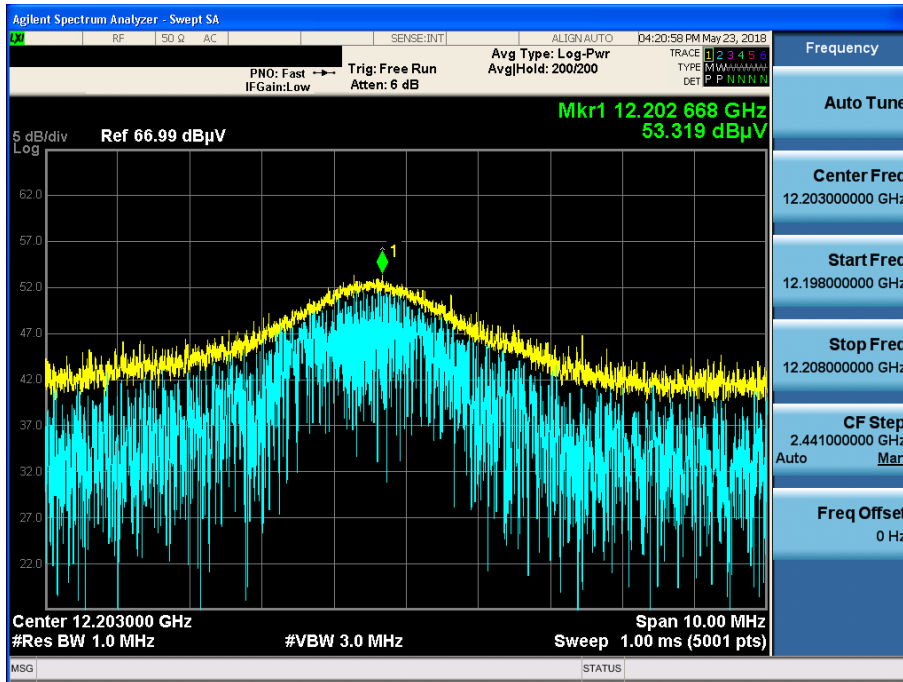 Agilent Spectrum Analyzer - Swept SA
LXI RF 50 Ω AC SENSE:INT ALIGN AUTO 04:20:58 PM May 23, 2018
PNO: Fast Trig: Free Run Avg Type: Log-Pwr TRACE 1 2 3 4 5 6
IFGain:Low Atten: 6 dB Avg|Hold: 200/200 TYPE M W W W W W
DET P P N N N N
Mkr1 12.202 668 GHz
53.319 dBµV
5 dB/div Ref 66.99 dBµV
Log
62.0
57.0
1
52.0
47.0
42.0
37.0
32.0
27.0
22.0
Center 12.203000 GHz Span 10.00 MHz
#Res BW 1.0 MHz #VBW 3.0 MHz Sweep 1.00 ms (5001 pts)
MSG STATUS
Frequency
Auto Tune
Center Freq
12.203000000 GHz
Start Freq
12.198000000 GHz
Stop Freq
12.208000000 GHz
CF Step
2.441000000 GHz
Auto Man
Freq Offset
0 Hz